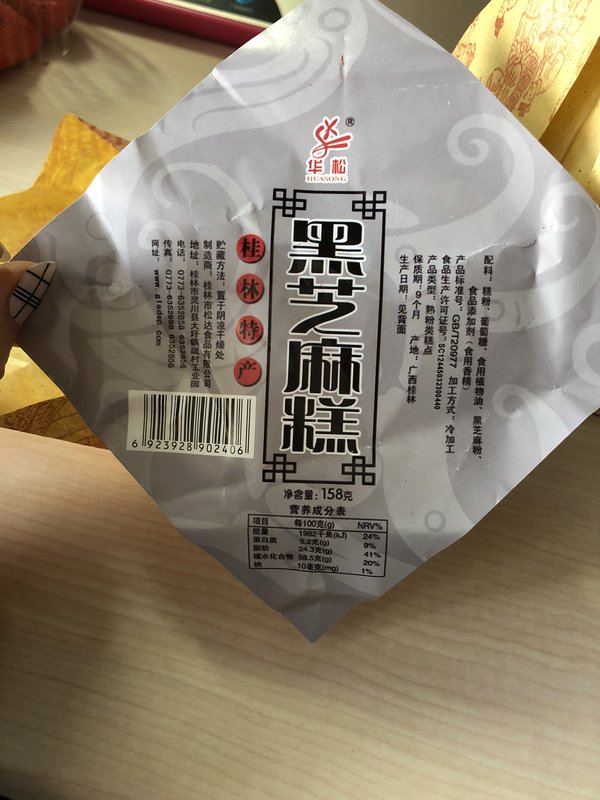 华松®
HUASONG
黑芝麻糕
桂林特产
配料：糕粉、葡萄糖、食用植物油、黑芝麻粉、
食品添加剂（食用香精）
产品标准号：GB/T20977 加工方式：冷加工
食品生产许可证号：SC12445032300440
产品类型：熟粉类糕点
保质期：9个月 产地：广西桂林
生产日期：见背面
贮藏方法：置于阴凉干燥处
制造商：桂林市松达食品有限公司
地址：桂林市灵川县大圩镇底村工业园
电话：0773-6352858 6352856
传真：0773-6352999 6352856
网址：www.glsdsp.com
6 923928 902406
净含量：158克
营养成分表
项目 每100克(g) NRV%
能量 1982千焦(kJ) 24%
蛋白质 5.2克(g) 9%
脂肪 24.3克(g) 41%
碳水化合物 58.5克(g) 20%
钠 10毫克(mg) 1%